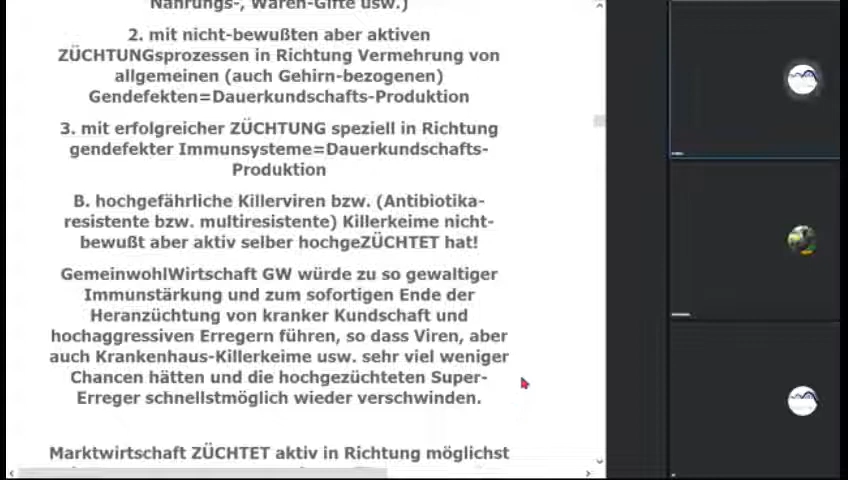 Nahrungs-, Waren-Gifte usw.)
2. mit nicht-bewußten aber aktiven
ZÜCHTUNGsprozessen in Richtung Vermehrung von
allgemeinen (auch Gehirn-bezogenen)
Gendefekten=Dauerkundschafts-Produktion
3. mit erfolgreicher ZÜCHTUNG speziell in Richtung
gendefekter Immunsysteme=Dauerkundschafts-
Produktion
B. hochgefährliche Killerviren bzw. (Antibiotika-
resistente bzw. multiresistente) Killerkeime nicht-
bewußt aber aktiv selber hochgeZÜCHTET hat!
GemeinwohlWirtschaft GW würde zu so gewaltiger
Immunstärkung und zum sofortigen Ende der
Heranzüchtung von kranker Kundschaft und
hochaggressiven Erregern führen, so dass Viren, aber
auch Krankenhaus-Killerkeime usw. sehr viel weniger
Chancen hätten und die hochgezüchteten Super-
Erreger schnellstmöglich wieder verschwinden.
Marktwirtschaft ZÜCHTET aktiv in Richtung möglichst